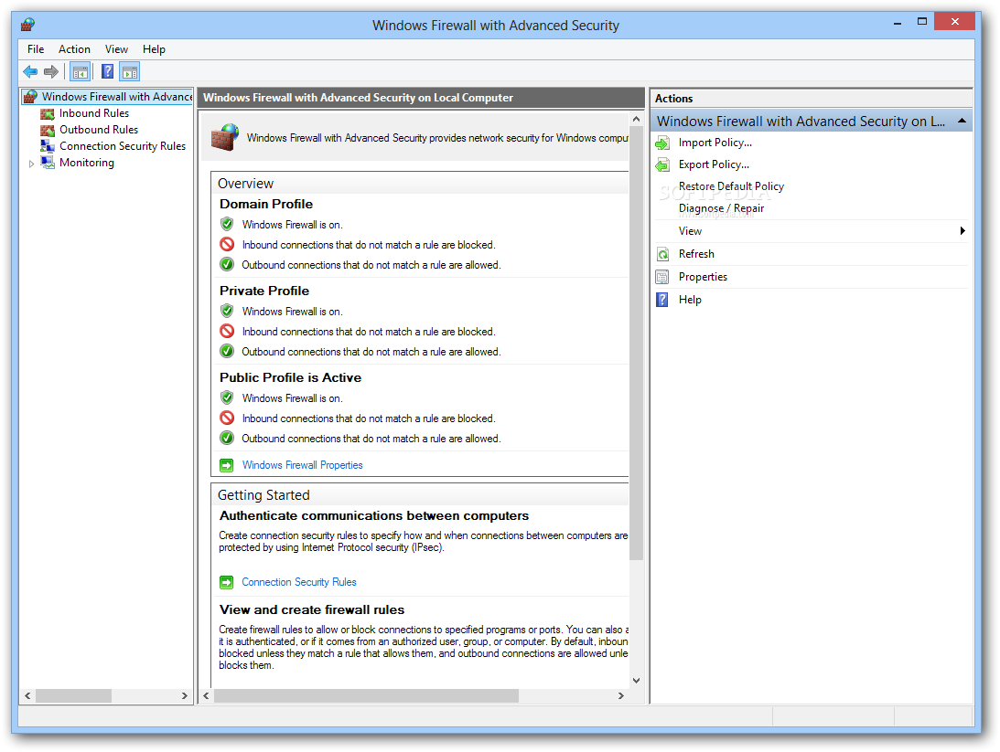 Windows Firewall with Advanced Security
File Action View Help
Windows Firewall with Advance
Inbound Rules
Outbound Rules
Connection Security Rules
Monitoring
Windows Firewall with Advanced Security on Local Computer
Windows Firewall with Advanced Security provides network security for Windows comput
Overview
Domain Profile
Windows Firewall is on.
Inbound connections that do not match a rule are blocked.
Outbound connections that do not match a rule are allowed.
Private Profile
Windows Firewall is on.
Inbound connections that do not match a rule are blocked.
Outbound connections that do not match a rule are allowed.
Public Profile is Active
Windows Firewall is on.
Inbound connections that do not match a rule are blocked.
Outbound connections that do not match a rule are allowed.
Windows Firewall Properties
Getting Started
Authenticate communications between computers
Create connection security rules to specify how and when connections between computers are
protected by using Internet Protocol security (IPsec).
Connection Security Rules
View and create firewall rules
Create firewall rules to allow or block connections to specified programs or ports. You can also a
it is authenticated, or if it comes from an authorized user, group, or computer. By default, inboun
blocked unless they match a rule that allows them, and outbound connections are allowed unle
blocks them.
Actions
Windows Firewall with Advanced Security on L...
Import Policy...
Export Policy...
Restore Default Policy
SOFTPEDIA
Diagnose / Repair
View
Refresh
Properties
? Help